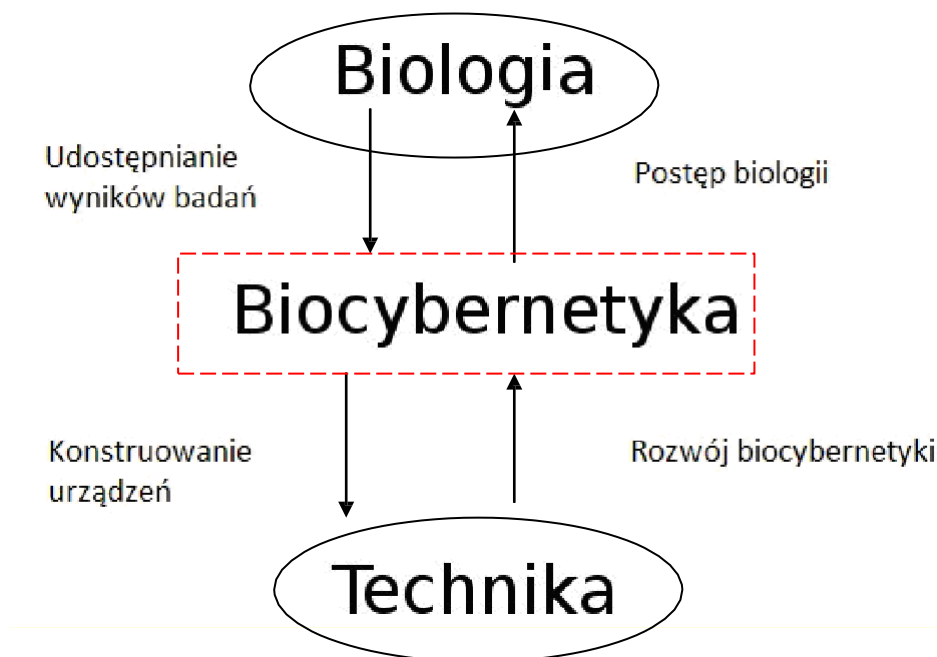 Biologia
Udostępnianie
wyników badań
Postęp biologii
Biocybernetyka
Konstruowanie
urządzeń
Rozwój biocybernetyki
Technika